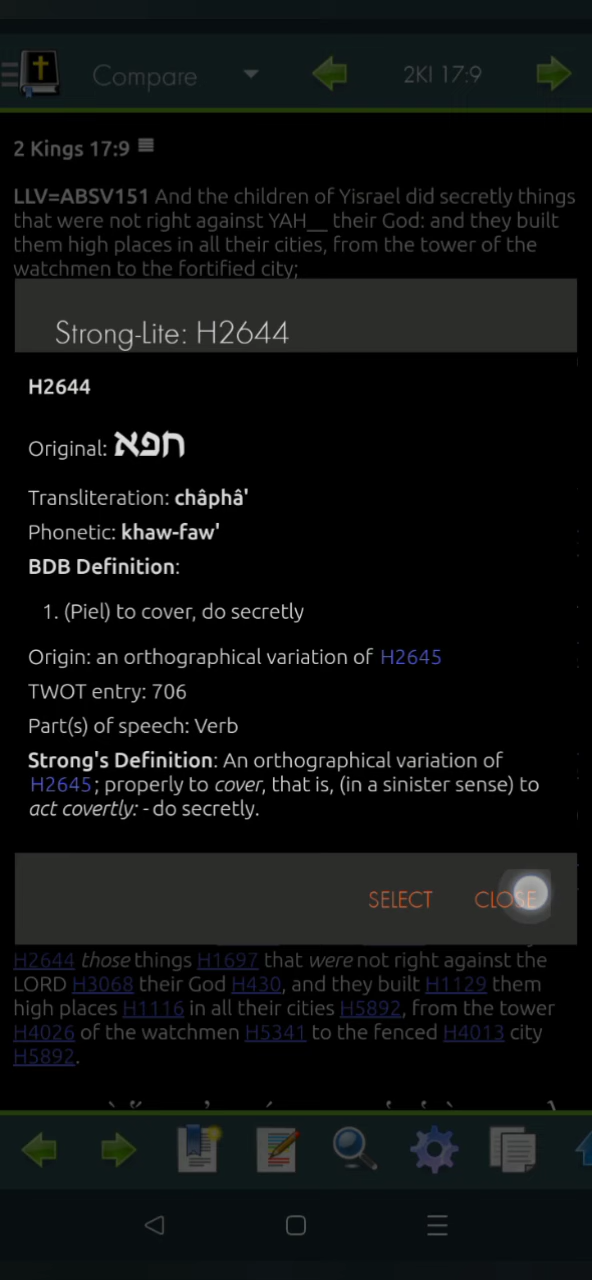 Compare
2KI 17:9
2 Kings 17:9
LLV=ABSV151 And the children of Yisrael did secretly things
that were not right against YAH__ their God: and they built
them high places in all their cities, from the tower of the
watchmen to the fortified city;
Strong-Lite: H2644
H2644
Original: חפא
Transliteration: châphâ'
Phonetic: khaw-faw'
BDB Definition:
1. (Piel) to cover, do secretly
Origin: an orthographical variation of H2645
TWOT entry: 706
Part(s) of speech: Verb
Strong's Definition: An orthographical variation of
H2645; properly to cover, that is, (in a sinister sense) to
act covertly: - do secretly.
SELECT CLOSE
H2644 those things H1697 that were not right against the
LORD H3068 their God H430, and they built H1129 them
high places H1116 in all their cities H5892, from the tower
H4026 of the watchmen H5341 to the fenced H4013 city
H5892.